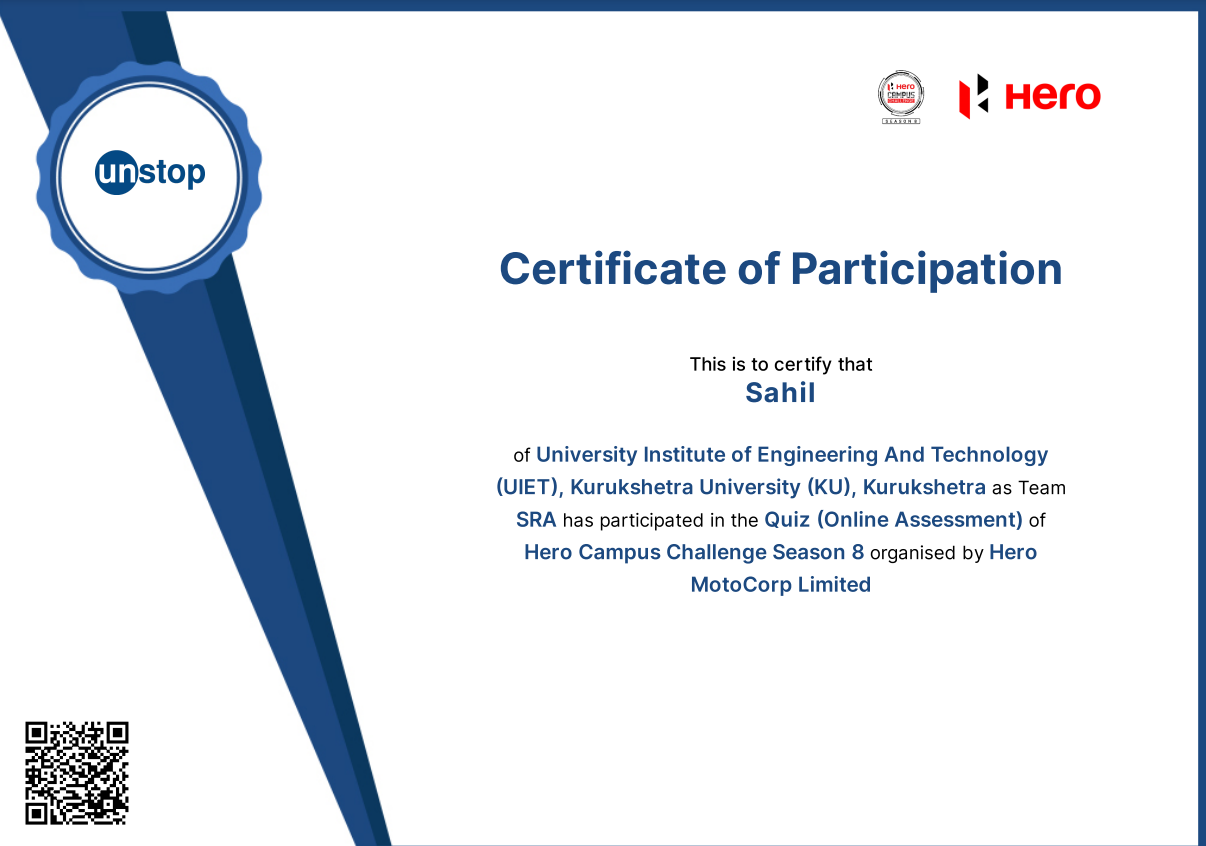 unstop
Hero
CAMPUS
CHALLENGE
SEASON 8
Hero
Certificate of Participation
This is to certify that
Sahil
of University Institute of Engineering And Technology
(UIET), Kurukshetra University (KU), Kurukshetra as Team
SRA has participated in the Quiz (Online Assessment) of
Hero Campus Challenge Season 8 organised by Hero
MotoCorp Limited